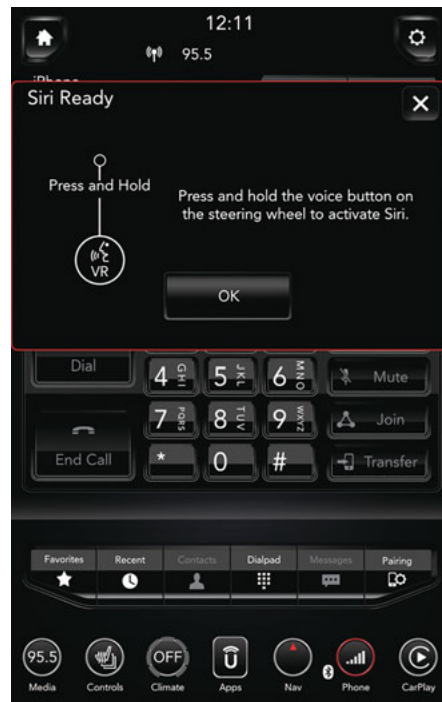 12:11
95.5
Siri Ready
Press and Hold
VR
Press and hold the voice button on
the steering wheel to activate Siri.
OK
Dial
4 GHI 5 JKL 6 MNO
Mute
7 PQRS 8 TUV 9 WXYZ
Join
End Call
* 0 #
Transfer
Favorites Recent Contacts Dialpad Messages Pairing
95.5 OFF
Media Controls Climate Apps Nav Phone CarPlay